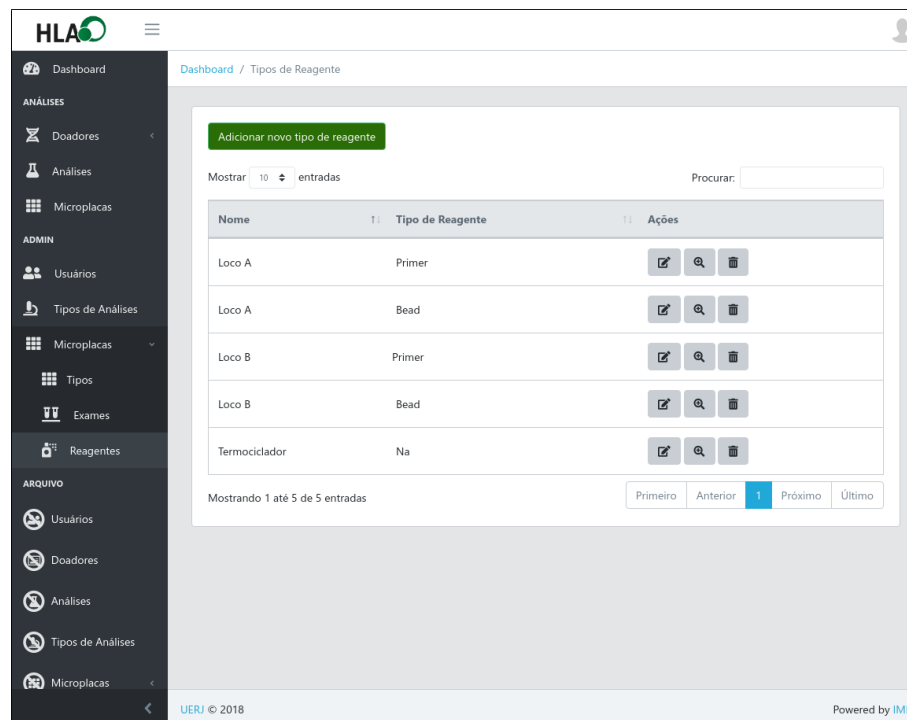 HLA
Dashboard
Dashboard / Tipos de Reagente
ANÁLISES
Doadores
Análises
Microplacas
ADMIN
Usuários
Tipos de Análises
Microplacas
Tipos
Exames
Reagentes
ARQUIVO
Usuários
Doadores
Análises
Tipos de Análises
Microplacas
Adicionar novo tipo de reagente
Mostrar 10 entradas
Procurar:
Nome Tipo de Reagente Ações
Loco A Primer
Loco A Bead
Loco B Primer
Loco B Bead
Termociclador Na
Mostrando 1 até 5 de 5 entradas
Primeiro Anterior 1 Próximo Último
UERJ © 2018
Powered by